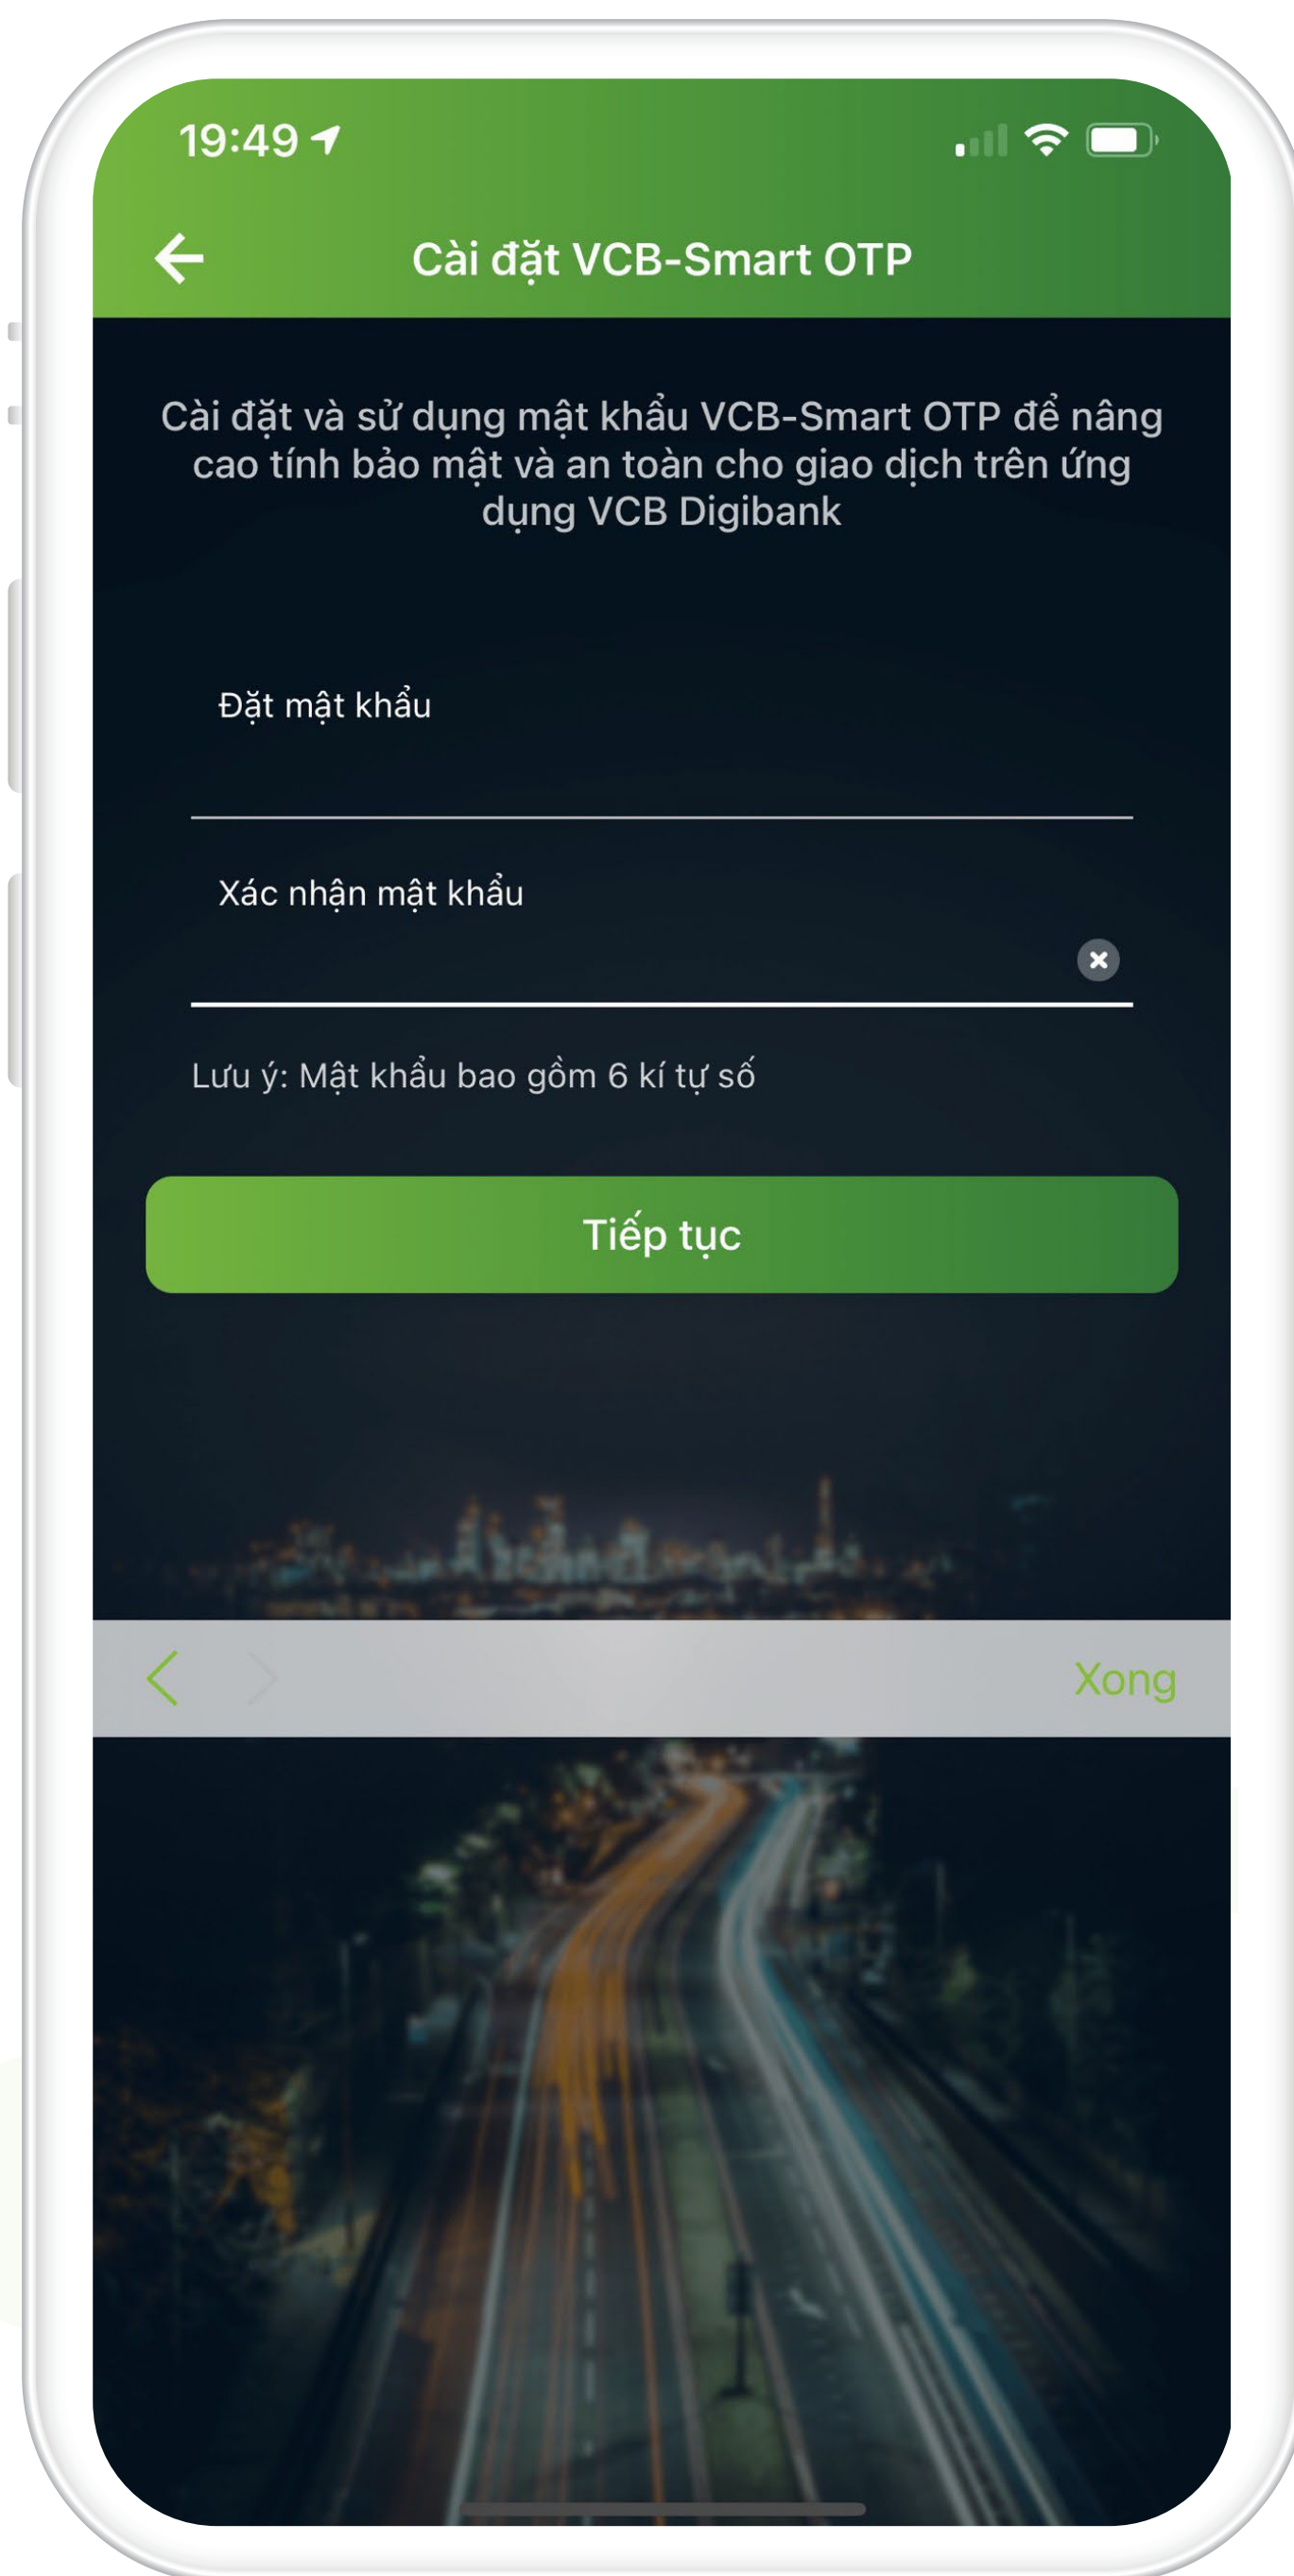 19:49
Cài đặt VCB-Smart OTP
Cài đặt và sử dụng mật khẩu VCB-Smart OTP để nâng
cao tính bảo mật và an toàn cho giao dịch trên ứng
dụng VCB Digibank
Đặt mật khẩu
Xác nhận mật khẩu
Lưu ý: Mật khẩu bao gồm 6 kí tự số
Tiếp tục
Xong